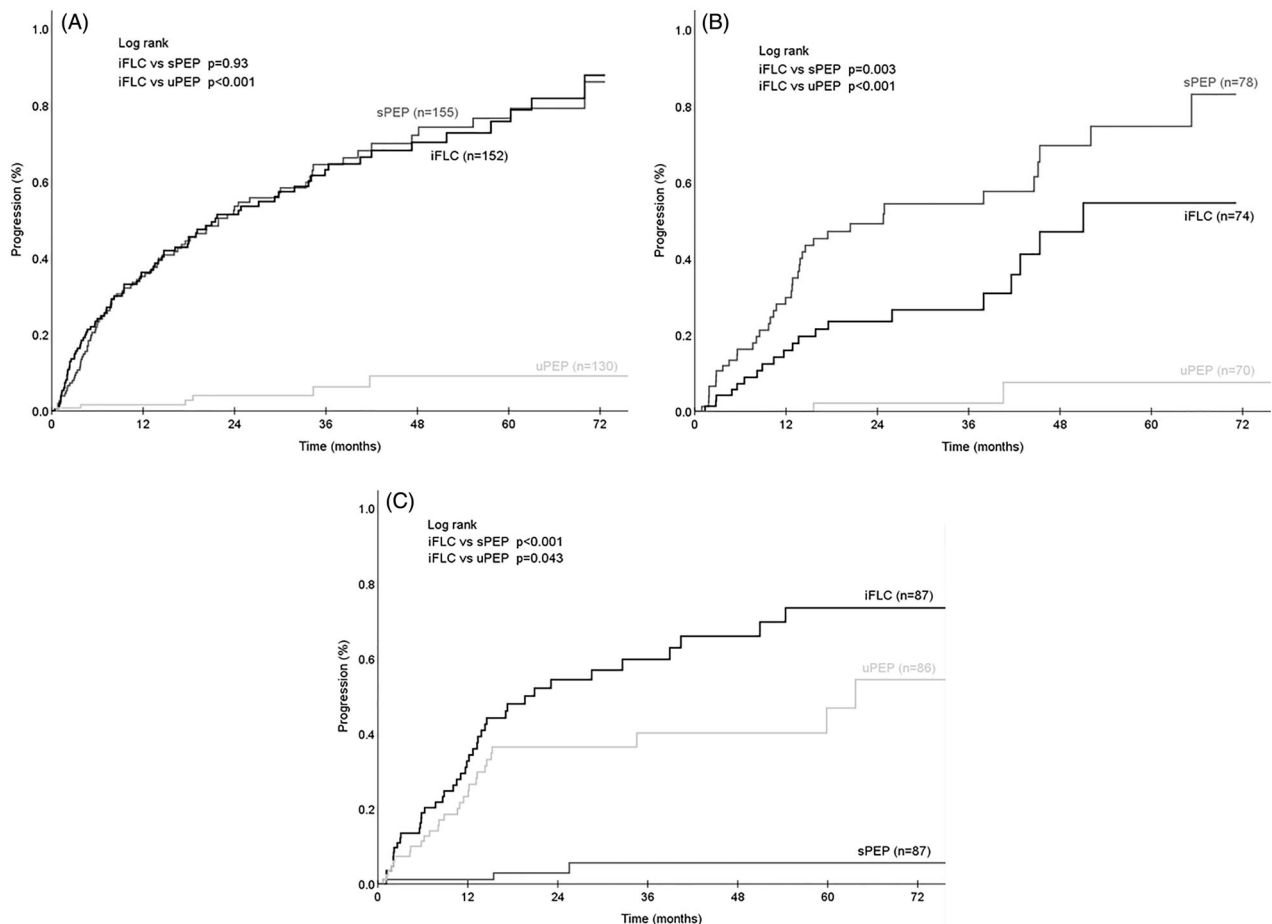 (A)
Log rank
iFLC vs sPEP p=0.93
iFLC vs uPEP p<0.001
sPEP (n=155)
iFLC (n=152)
uPEP (n=130)
Progression (%)
1.0
0.8
0.6
0.4
0.2
0.0
0 12 24 36 48 60 72
Time (months)
(B)
Log rank
iFLC vs sPEP p=0.003
iFLC vs uPEP p<0.001
sPEP (n=78)
iFLC (n=74)
uPEP (n=70)
Progression (%)
1.0
0.8
0.6
0.4
0.2
0.0
0 12 24 36 48 60 72
Time (months)
(C)
Log rank
iFLC vs sPEP p<0.001
iFLC vs uPEP p=0.043
iFLC (n=87)
uPEP (n=86)
sPEP (n=87)
Progression (%)
1.0
0.8
0.6
0.4
0.2
0.0
0 12 24 36 48 60 72
Time (months)